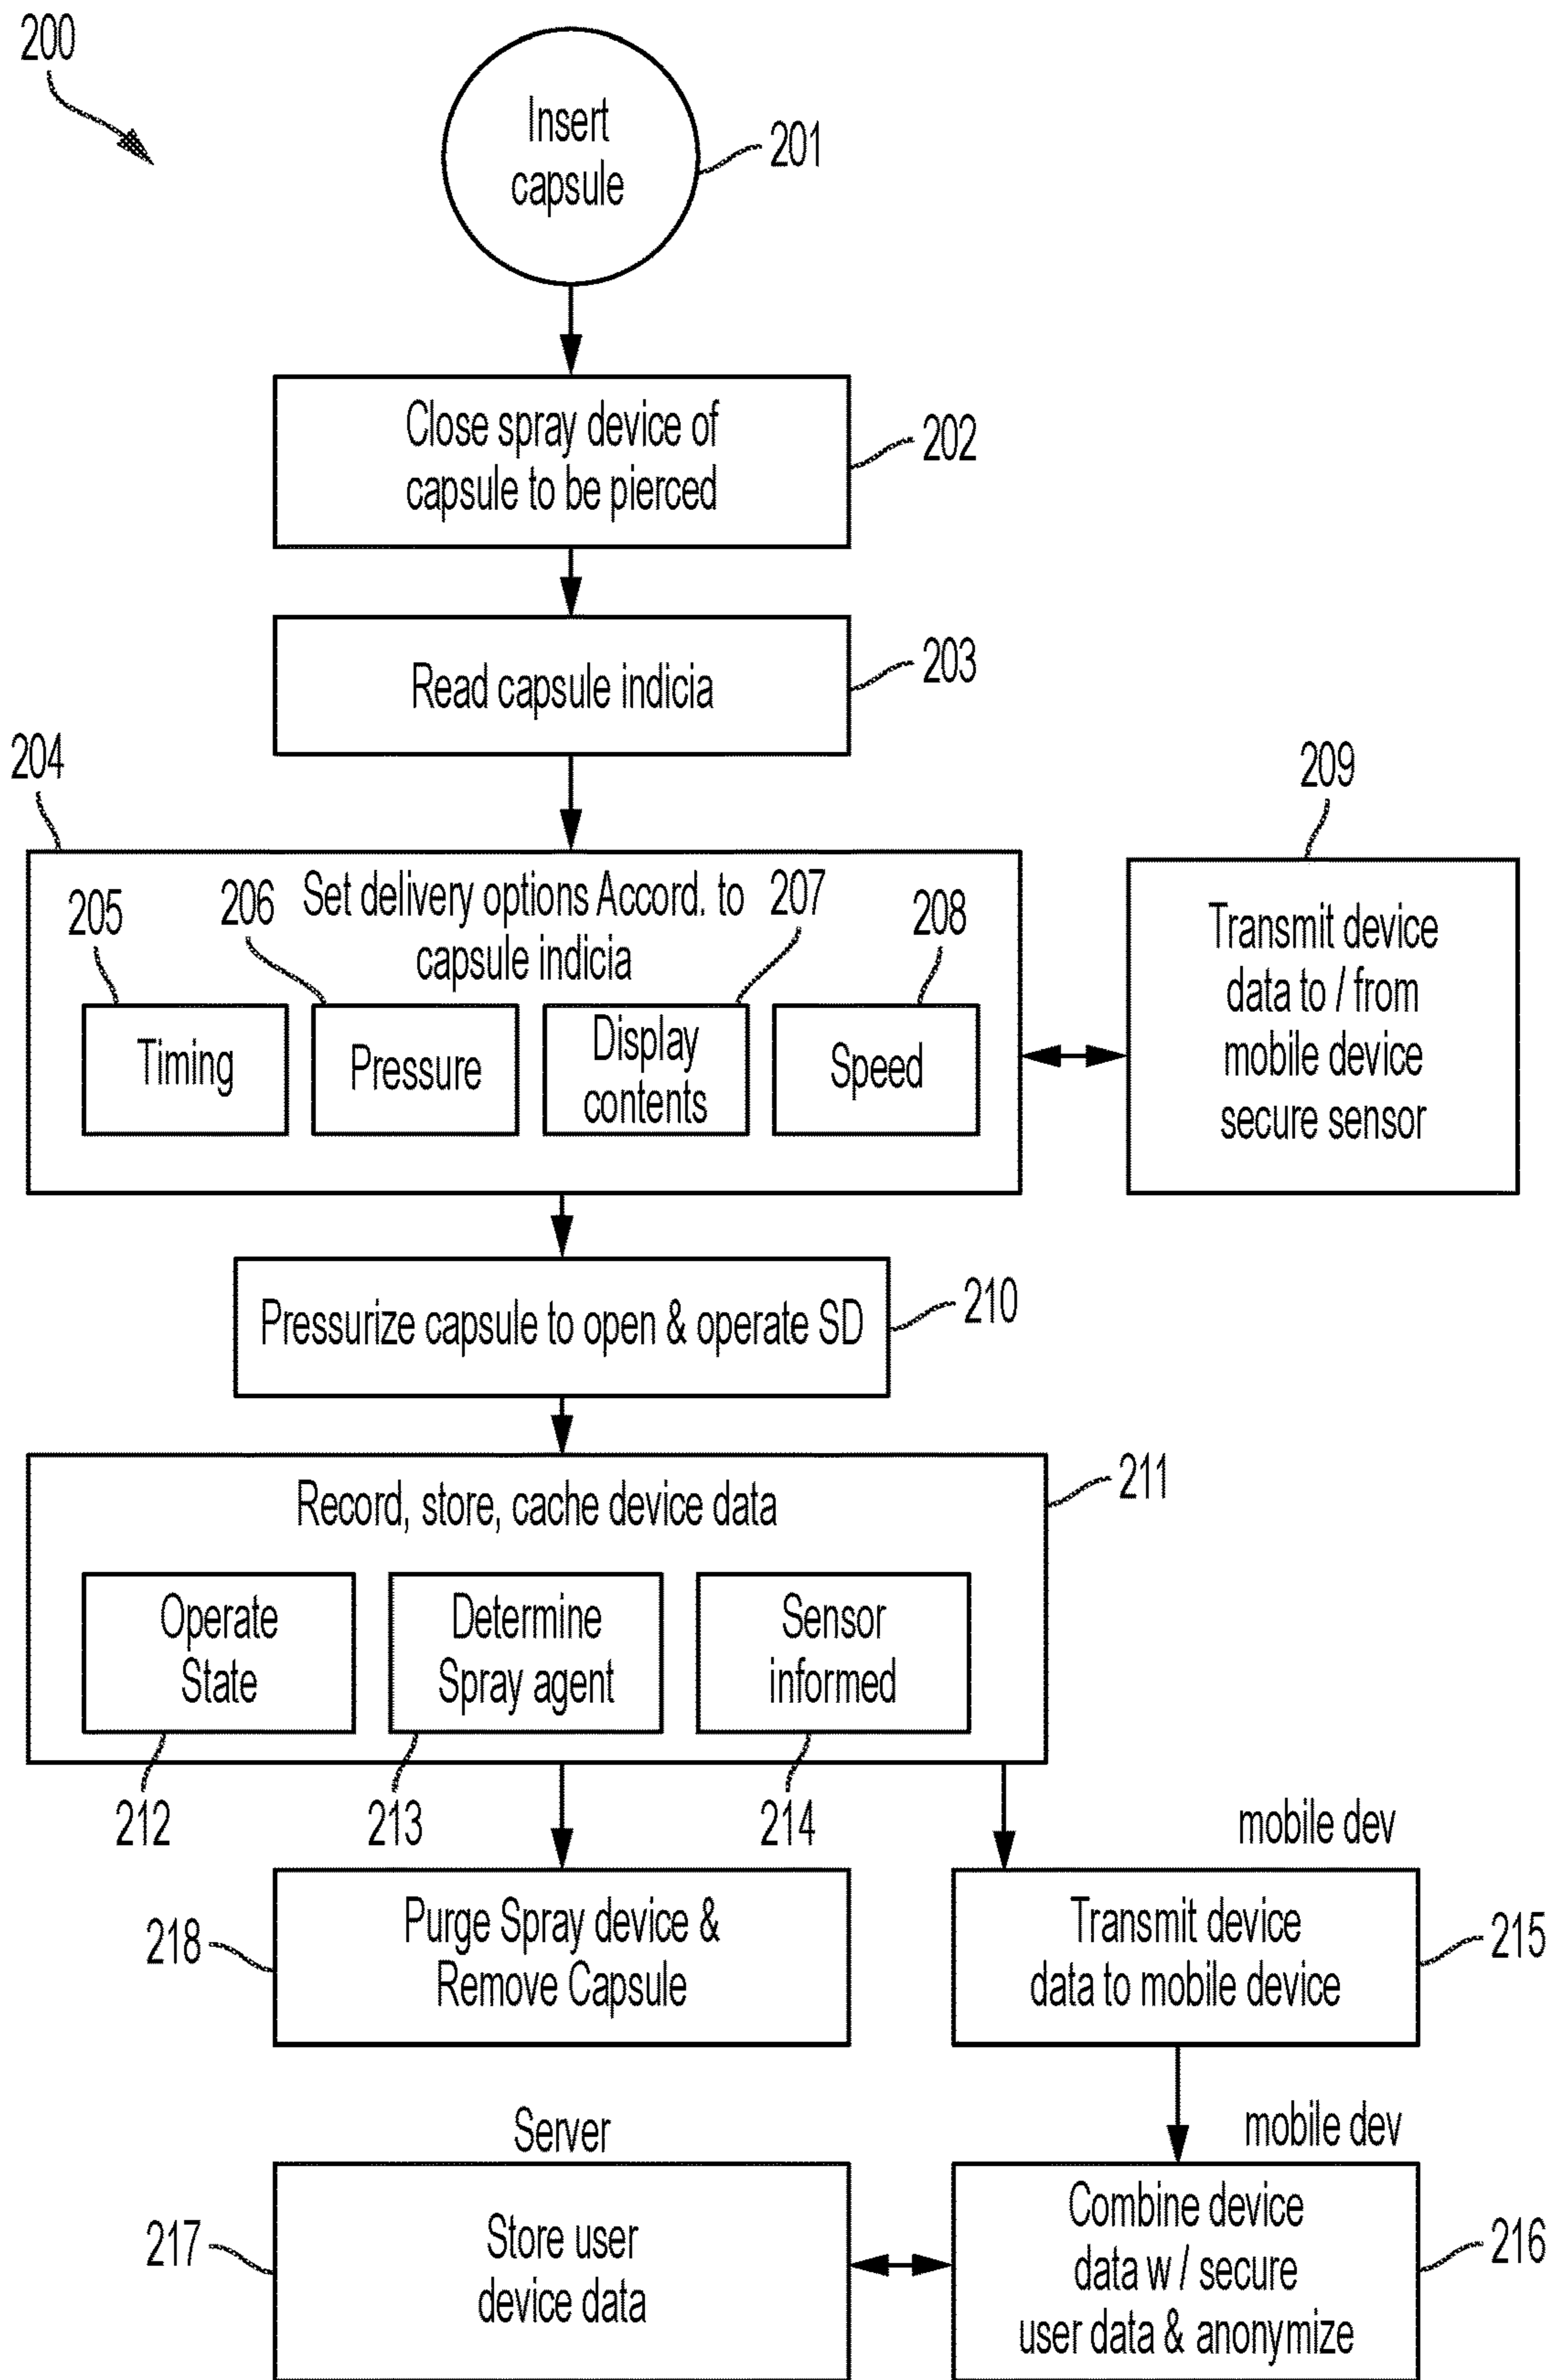 200
Insert
capsule
201
Close spray device of
capsule to be pierced
202
Read capsule indicia
203
204
209
Set delivery options Accord. to
capsule indicia
205
206
207
208
Timing
Pressure
Display
contents
Speed
Transmit device
data to / from
mobile device
secure sensor
Pressurize capsule to open & operate SD
210
Record, store, cache device data
211
Operate
State
Determine
Spray agent
Sensor
informed
212
213
214
mobile dev
Purge Spray device &
Remove Capsule
218
Transmit device
data to mobile device
215
Server
mobile dev
Store user
device data
217
Combine device
data w / secure
user data & anonymize
216